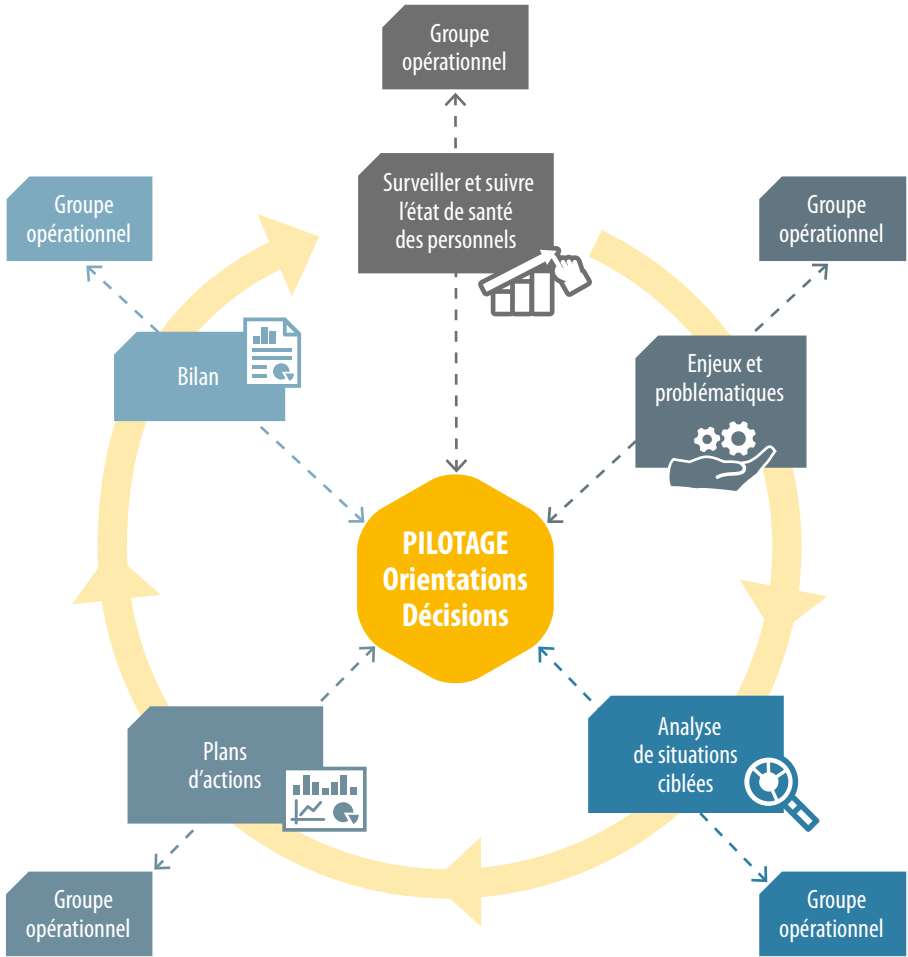 Groupe
opérationnel
Surveiller et suivre
l'état de santé
des personnels
Groupe
opérationnel
Groupe
opérationnel
Bilan
Enjeux et
problématiques
PILOTAGE
Orientations
Décisions
Plans
d'actions
Analyse
de situations
ciblées
Groupe
opérationnel
Groupe
opérationnel